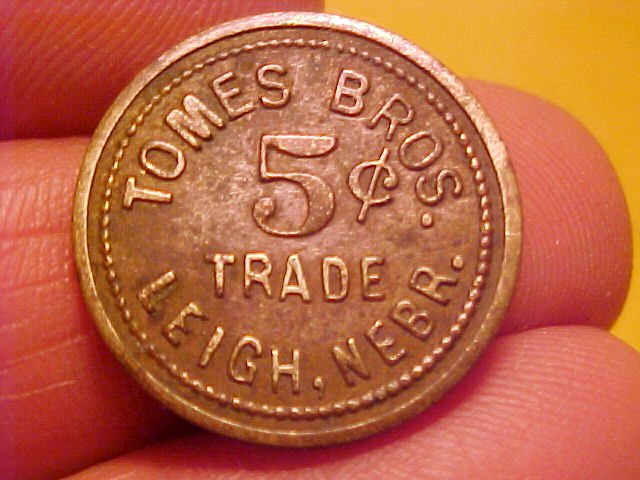 TOMES BROS.
5¢
TRADE
LEIGH, NEBR.